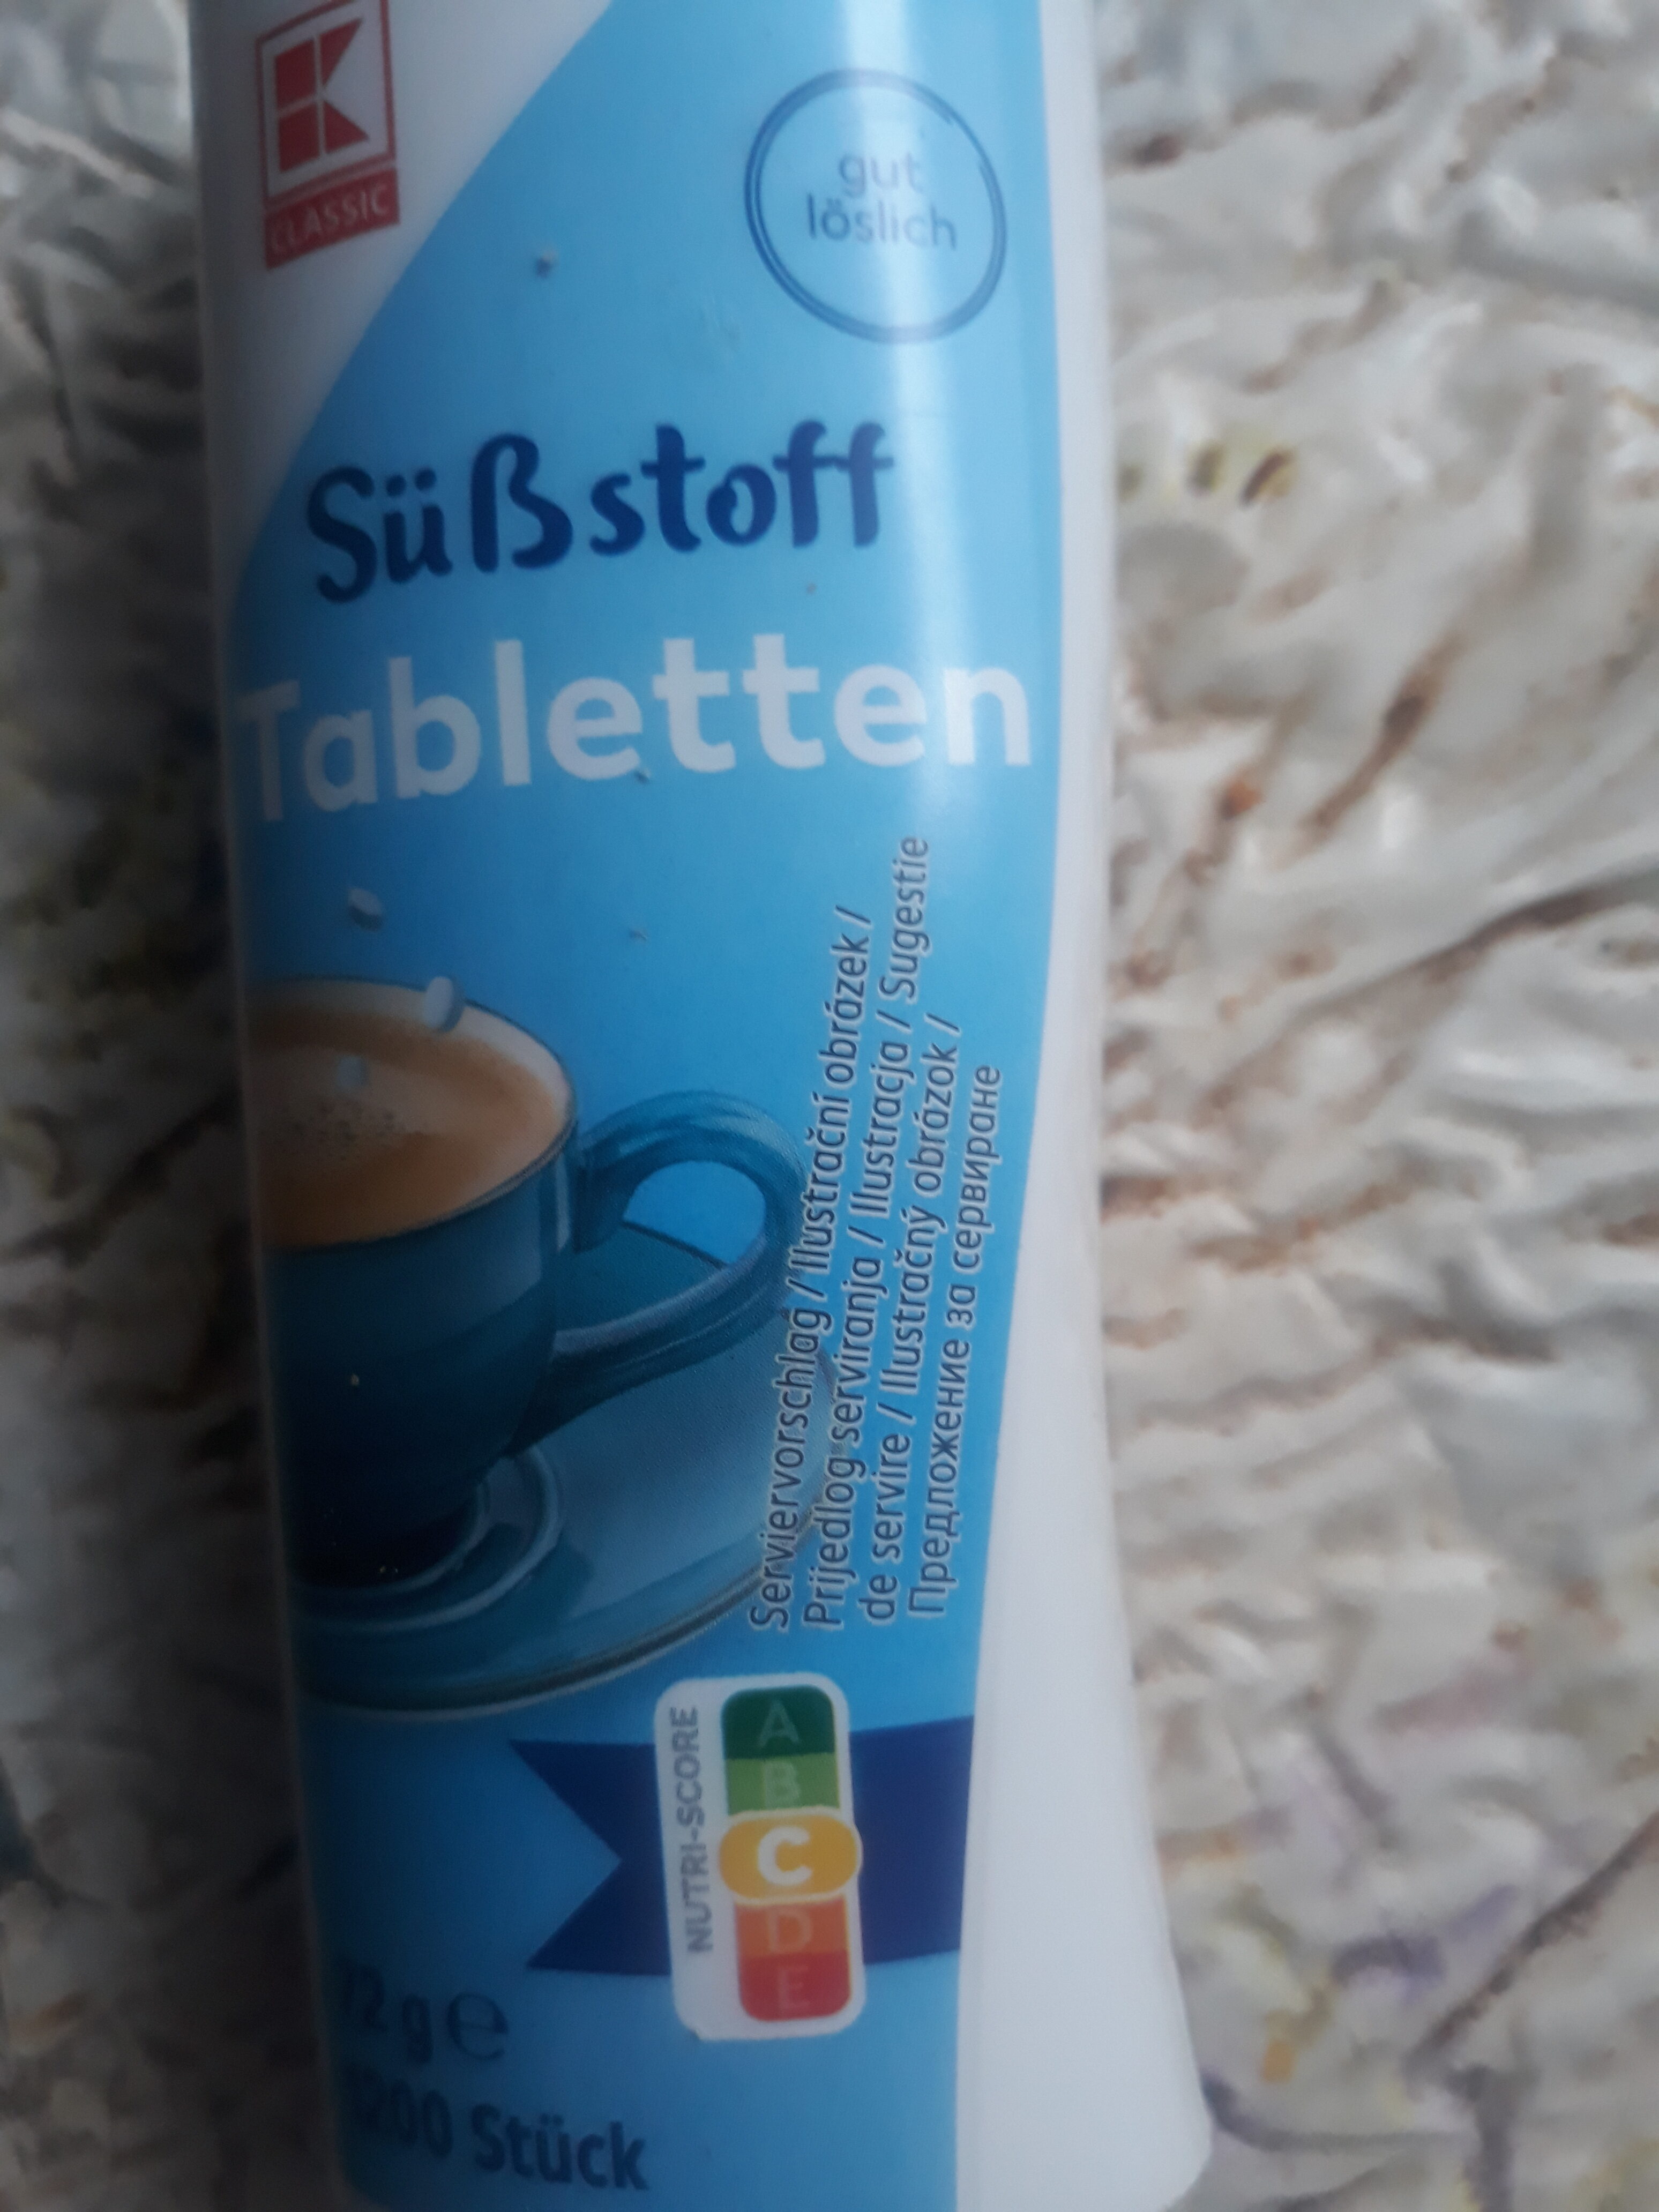 K
CLASSIC
gut
löslich
Süßstoff
Tabletten
Serviervorschlag / Ilustrační obrázek /
Prijedlog serviranja / Ilustracja / Sugestie
de servire / Ilustračný obrázok /
Предложение за сервиране
NUTRI-SCORE
A
B
C
D
E
g e
Stück